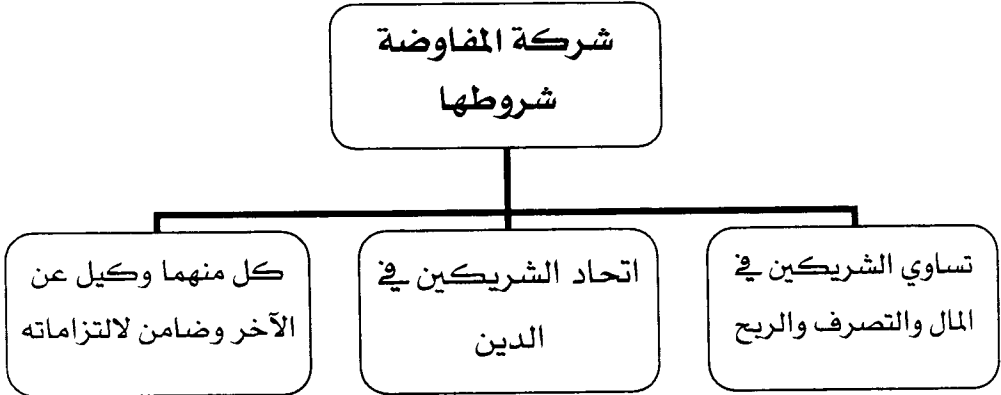 شركة المفاوضة
شروطها
تساوي الشريكين في
المال والتصرف والربح
اتحاد الشريكين في
الدين
كل منهما وكيل عن
الآخر وضامن لالتزاماته